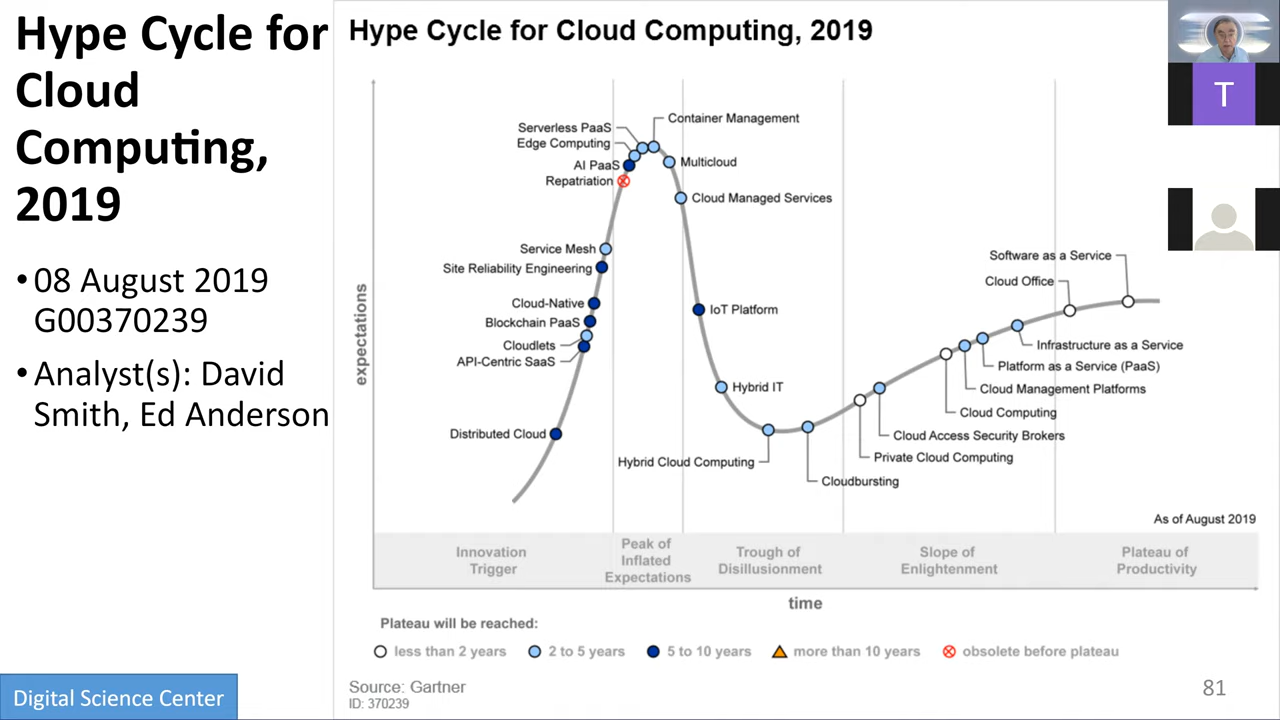 Hype Cycle for
Cloud
Computing,
2019
• 08 August 2019
G00370239
• Analyst(s): David
Smith, Ed Anderson
Digital Science Center
Hype Cycle for Cloud Computing, 2019
T
expectations
Serverless PaaS
Edge Computing
AI PaaS
Repatriation
Container Management
Multicloud
Cloud Managed Services
Service Mesh
Site Reliability Engineering
Cloud-Native
Blockchain PaaS
Cloudlets
API-Centric SaaS
Distributed Cloud
IoT Platform
Hybrid IT
Hybrid Cloud Computing
Cloudbursting
Private Cloud Computing
Cloud Access Security Brokers
Cloud Computing
Cloud Management Platforms
Platform as a Service (PaaS)
Infrastructure as a Service
Cloud Office
Software as a Service
As of August 2019
Innovation
Trigger
Peak of
Inflated
Expectations
Trough of
Disillusionment
Slope of
Enlightenment
Plateau of
Productivity
time
Plateau will be reached:
less than 2 years
2 to 5 years
5 to 10 years
more than 10 years
obsolete before plateau
Source: Gartner
ID: 370239
81